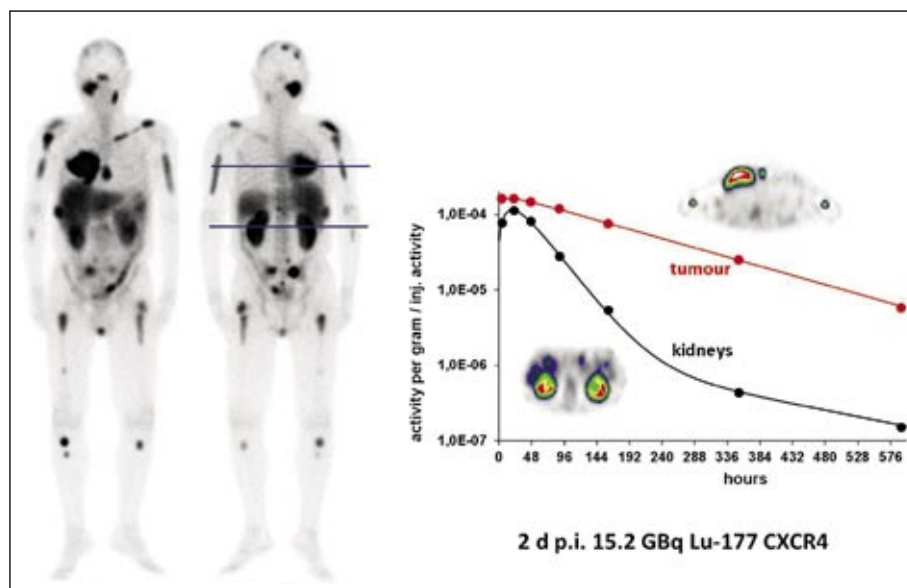 activity per gram / inj. activity
1,0E-04
1,0E-05
1,0E-06
1,0E-07
tumour
kidneys
0 48 96 144 192 240 288 336 384 432 480 528 576
hours
2 d p.i. 15.2 GBq Lu-177 CXCR4